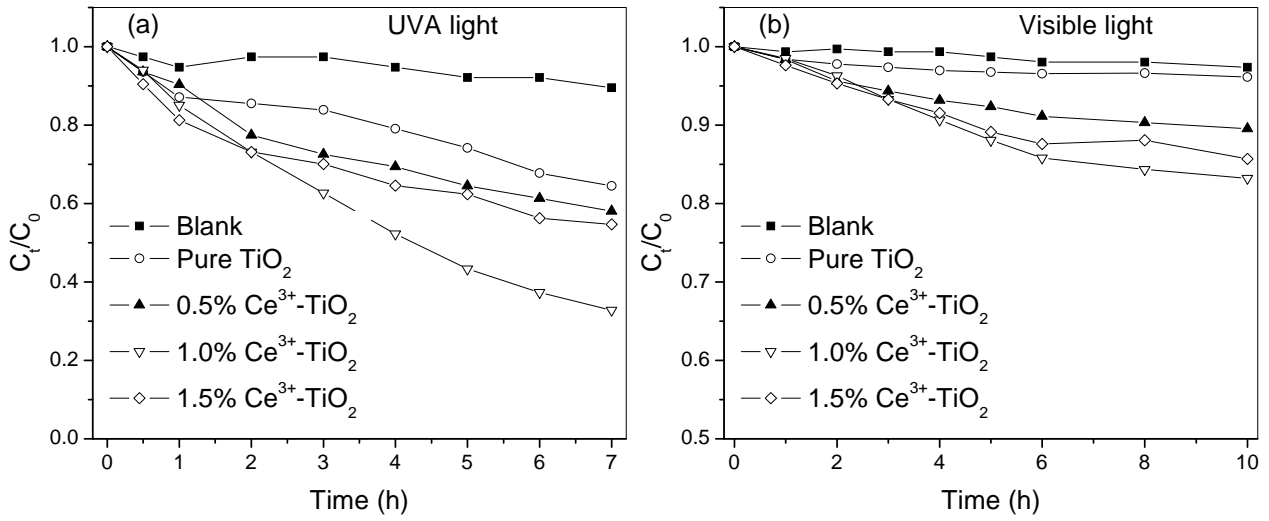 (a) UVA light
1.0
0.8
0.6
0.4
0.2
0.0
C_t/C_0
Blank
Pure TiO₂
0.5% Ce³⁺-TiO₂
1.0% Ce³⁺-TiO₂
1.5% Ce³⁺-TiO₂
0 1 2 3 4 5 6 7
Time (h)
(b) Visible light
1.0
0.9
0.8
0.7
0.6
0.5
C_t/C_0
Blank
Pure TiO₂
0.5% Ce³⁺-TiO₂
1.0% Ce³⁺-TiO₂
1.5% Ce³⁺-TiO₂
0 2 4 6 8 10
Time (h)